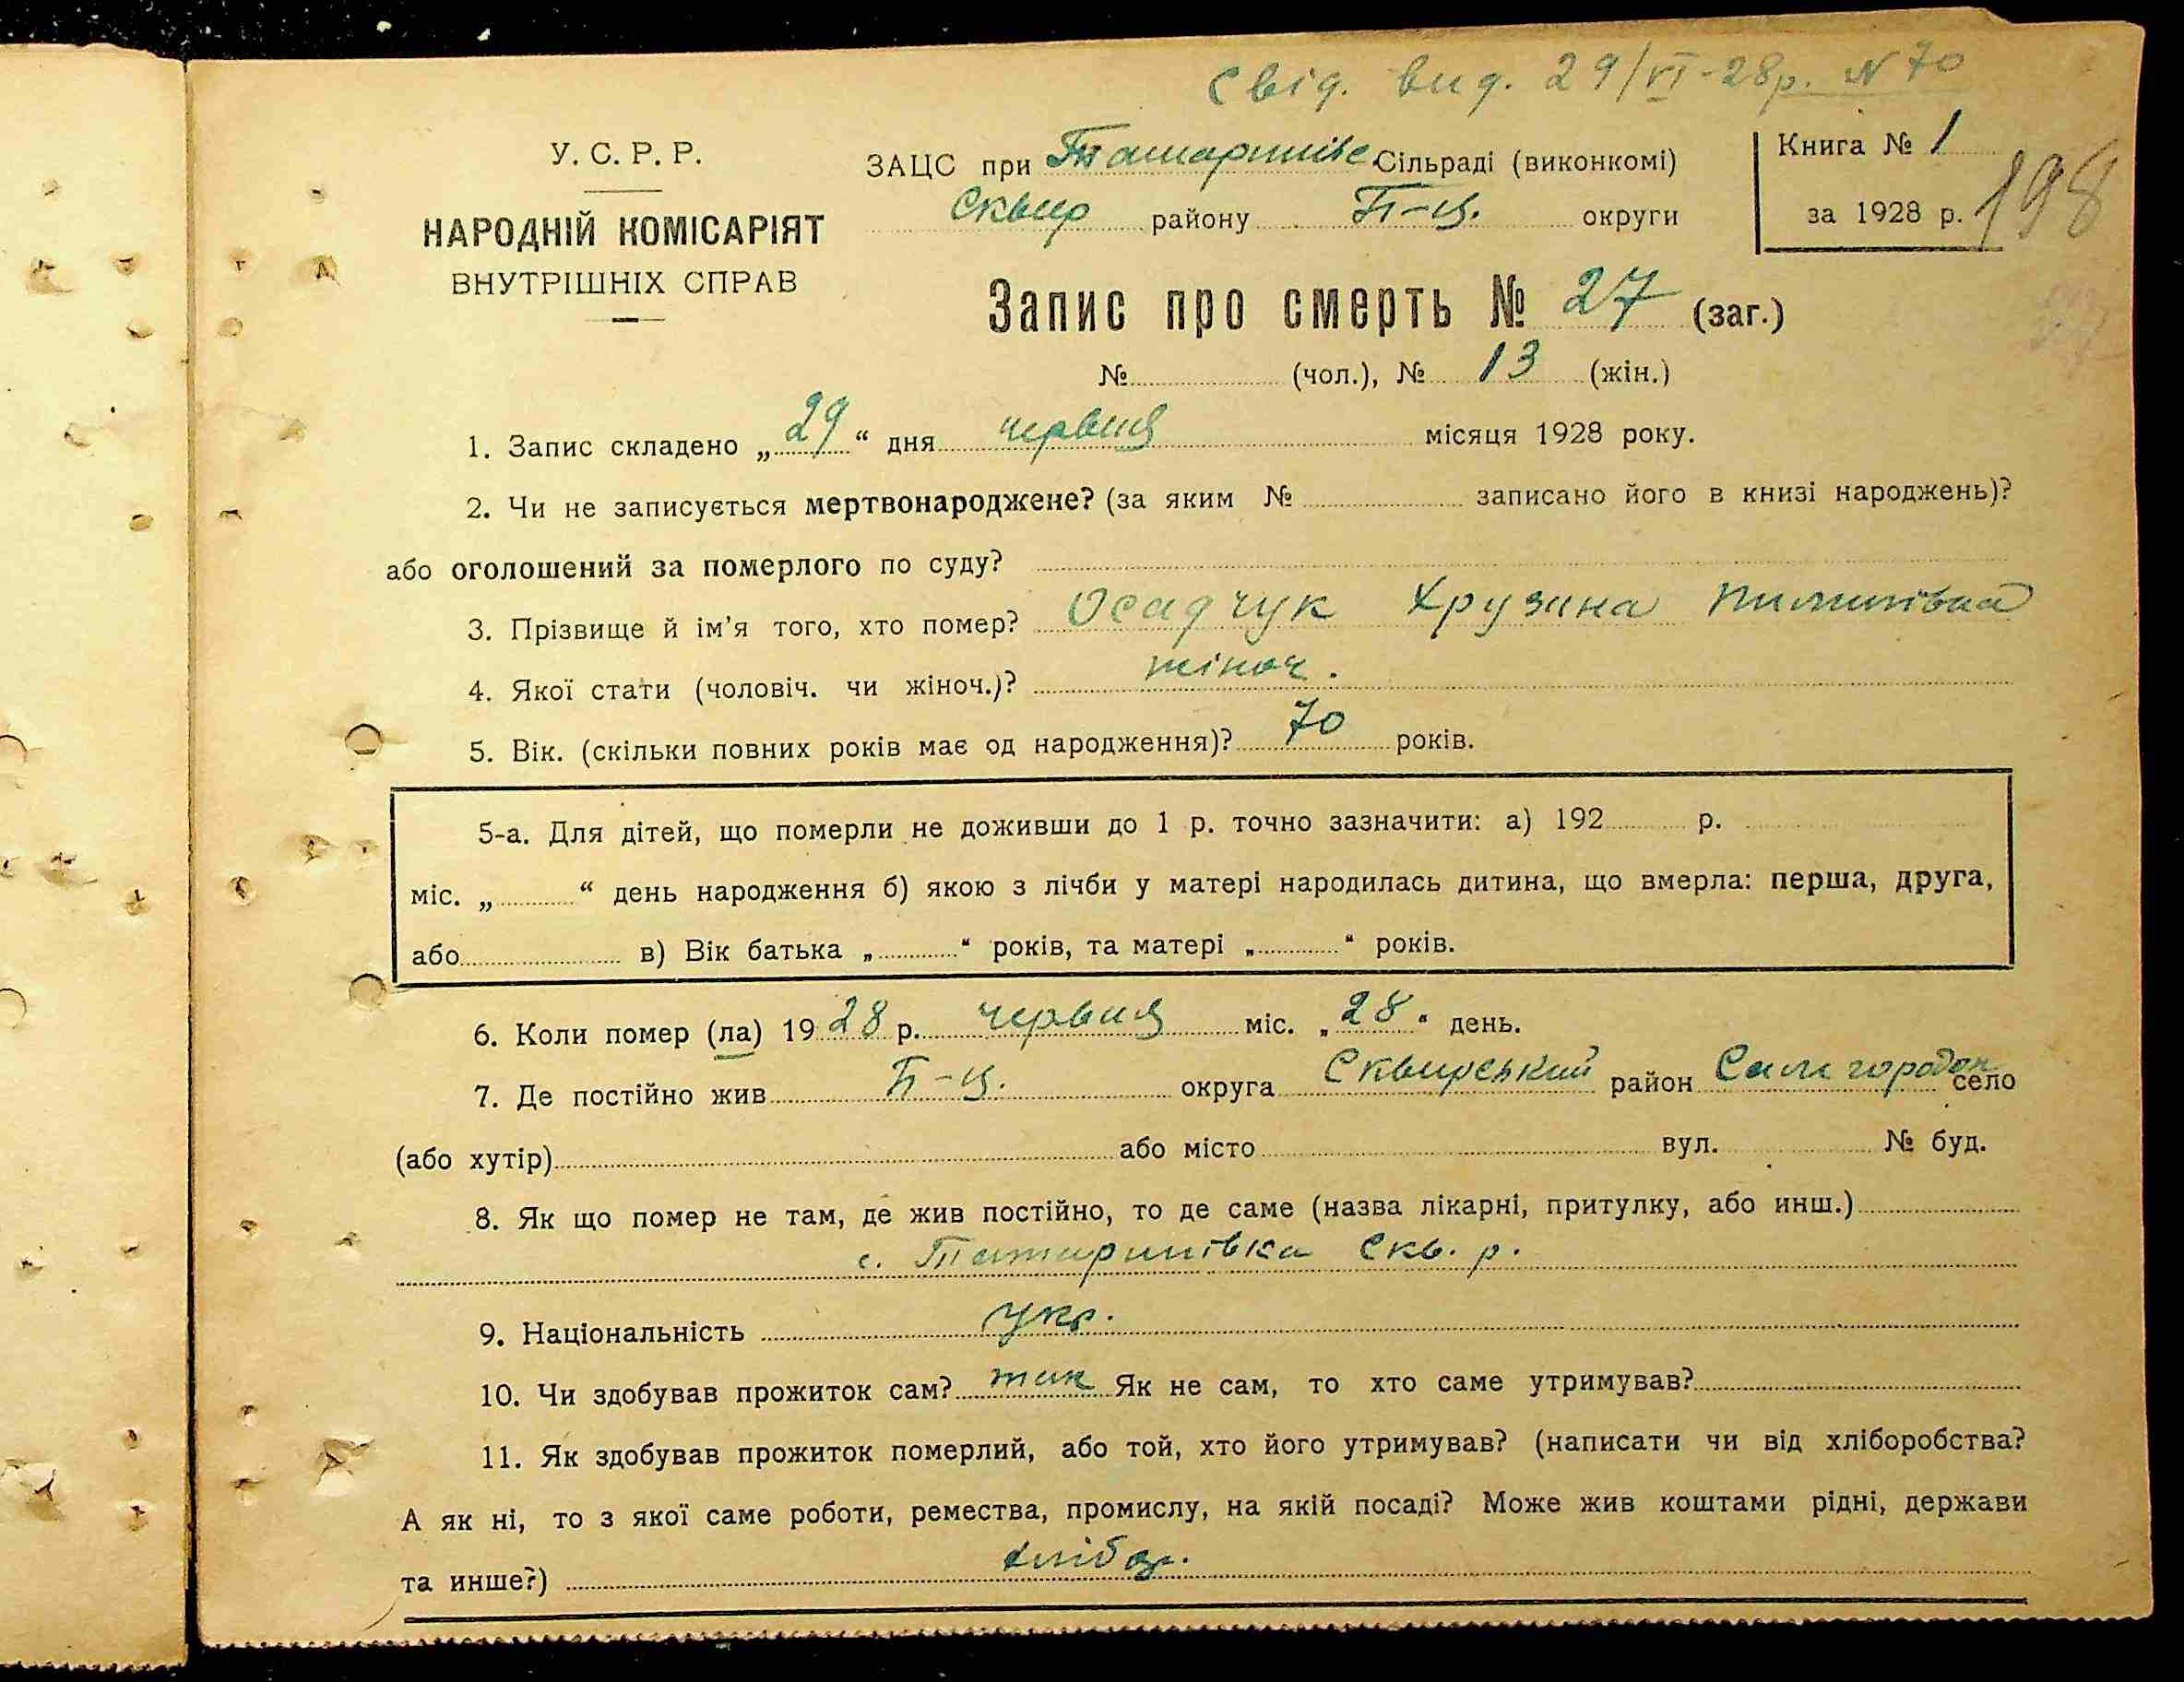 Свід. вид. 29/VI-28р. N 70
У. С. Р. Р.
НАРОДНІЙ КОМІСАРІЯТ
ВНУТРІШНІХ СПРАВ
ЗАЦС при Татаринівс. Сільраді (виконкомі)
Сквир району Б-Ц. округи
Книга № 1
за 1928 р.
198
Запис про смерть № 27 (заг.)
№ (чол.), № 13 (жін.)
1. Запис складено „29“ дня червня місяця 1928 року.
2. Чи не записується мертвонароджене? (за яким № записано його в книзі народжень)?
або оголошений за померлого по суду?
3. Прізвище й ім'я того, хто помер? Осадчук Хрузина Пилипівна
4. Якої стати (чоловіч. чи жіноч.)? жіноч.
5. Вік. (скільки повних років має од народження)? 70 років.
5-а. Для дітей, що померли не доживши до 1 р. точно зазначити: а) 192 р.
міс. „ “ день народження б) якою з лічби у матері народилась дитина, що вмерла: перша, друга,
або в) Вік батька „ “ років, та матері „ “ років.
6. Коли помер (ла) 1928 р. червня міс. „28“ день.
7. Де постійно жив Б-Ц. округа Сквирський район Самгородок село
(або хутір) або місто вул. № буд.
8. Як що помер не там, де жив постійно, то де саме (назва лікарні, притулку, або инш.)
с. Татаринівка Скв. р.
9. Національність укр.
10. Чи здобував прожиток сам? так Як не сам, то хто саме утримував?
11. Як здобував прожиток померлий, або той, хто його утримував? (написати чи від хліборобства?
А як ні, то з якої саме роботи, ремества, промислу, на якій посаді? Може жив коштами рідні, держави
та инше?) хлібор.